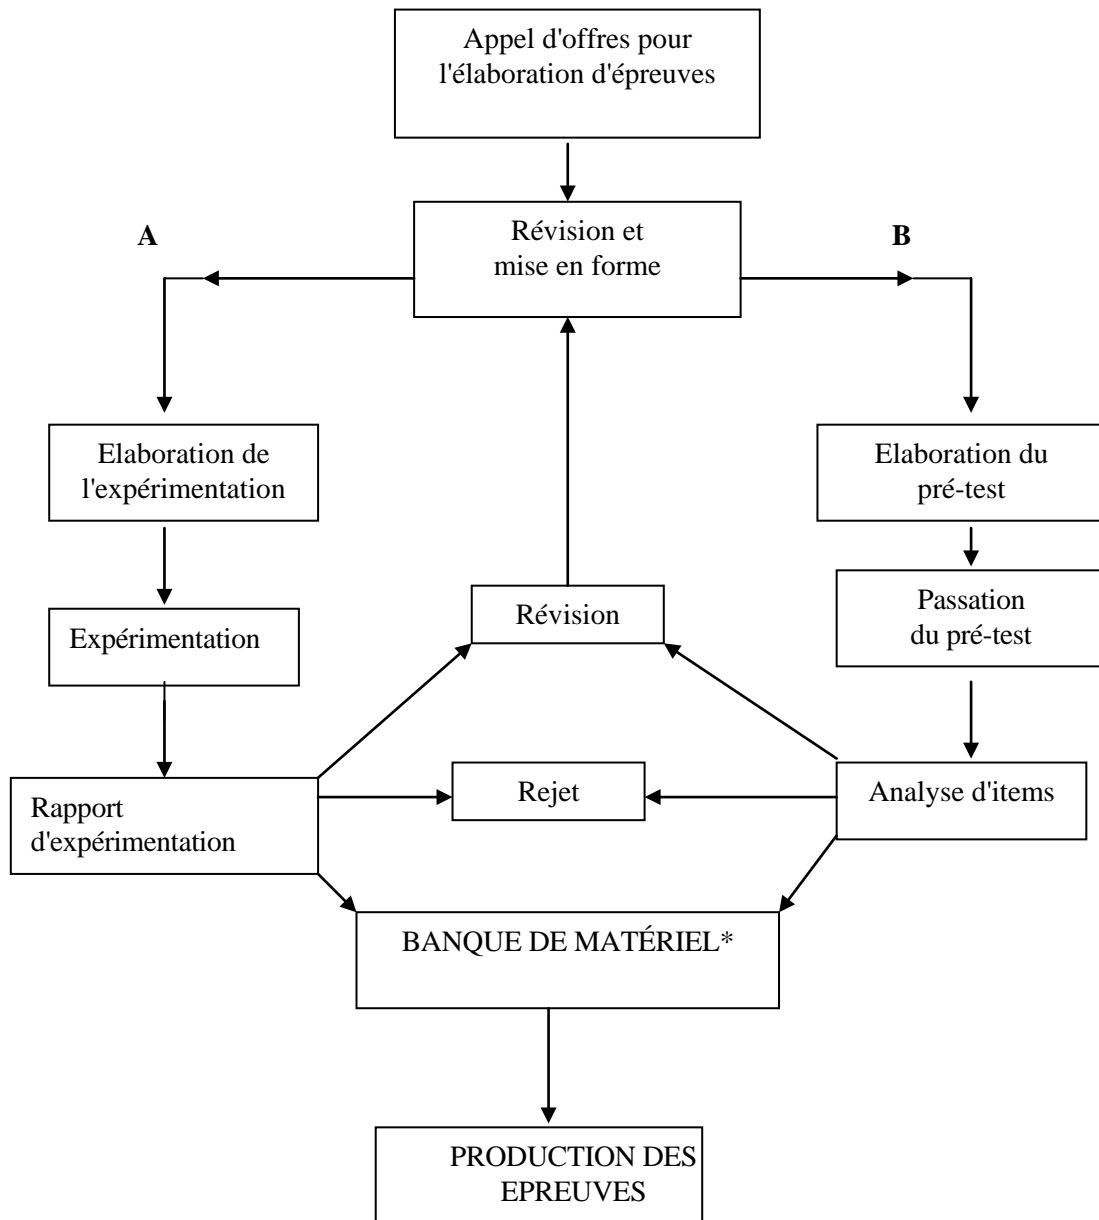 Appel d'offres pour
l'élaboration d'épreuves
A
Révision et
mise en forme
B
Elaboration de
l'expérimentation
Elaboration du
pré-test
Expérimentation
Révision
Passation
du pré-test
Rapport
d'expérimentation
Rejet
Analyse d'items
BANQUE DE MATÉRIEL*
PRODUCTION DES
EPREUVES